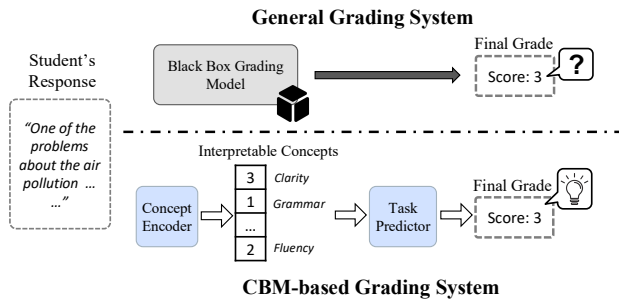 General Grading System
Student's
Response
"One of the
problems
about the air
pollution ...
..."
Black Box Grading
Model
Final Grade
Score: 3
?
Interpretable Concepts
Concept
Encoder
3 Clarity
1 Grammar
...
2 Fluency
Task
Predictor
Final Grade
Score: 3
CBM-based Grading System